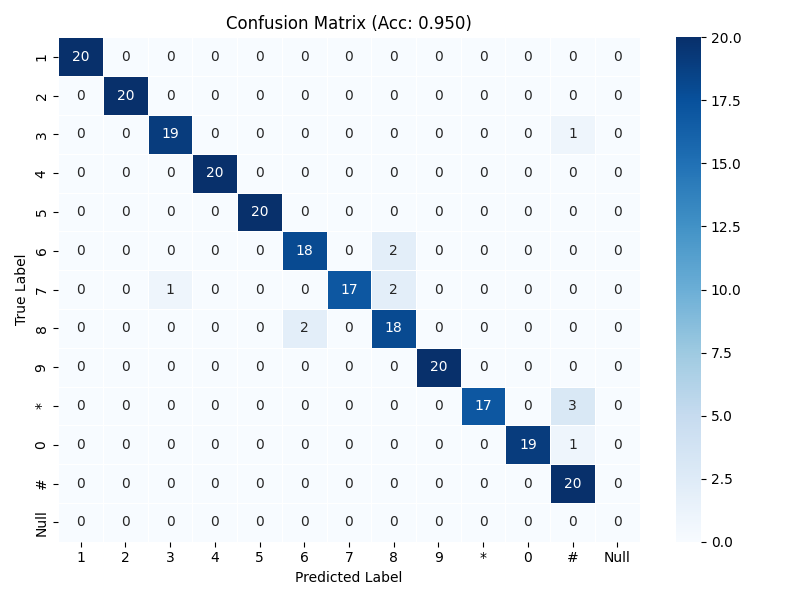 Confusion Matrix (Acc: 0.950)
True Label
1 20 0 0 0 0 0 0 0 0 0 0 0 0
2 0 20 0 0 0 0 0 0 0 0 0 0 0
3 0 0 19 0 0 0 0 0 0 0 0 1 0
4 0 0 0 20 0 0 0 0 0 0 0 0 0
5 0 0 0 0 20 0 0 0 0 0 0 0 0
6 0 0 0 0 0 18 0 2 0 0 0 0 0
7 0 0 1 0 0 0 17 2 0 0 0 0 0
8 0 0 0 0 0 2 0 18 0 0 0 0 0
9 0 0 0 0 0 0 0 0 20 0 0 0 0
* 0 0 0 0 0 0 0 0 0 17 0 3 0
0 0 0 0 0 0 0 0 0 0 0 19 1 0
# 0 0 0 0 0 0 0 0 0 0 0 20 0
Null 0 0 0 0 0 0 0 0 0 0 0 0 0
1 2 3 4 5 6 7 8 9 * 0 # Null
Predicted Label
20.0
17.5
15.0
12.5
10.0
7.5
5.0
2.5
0.0